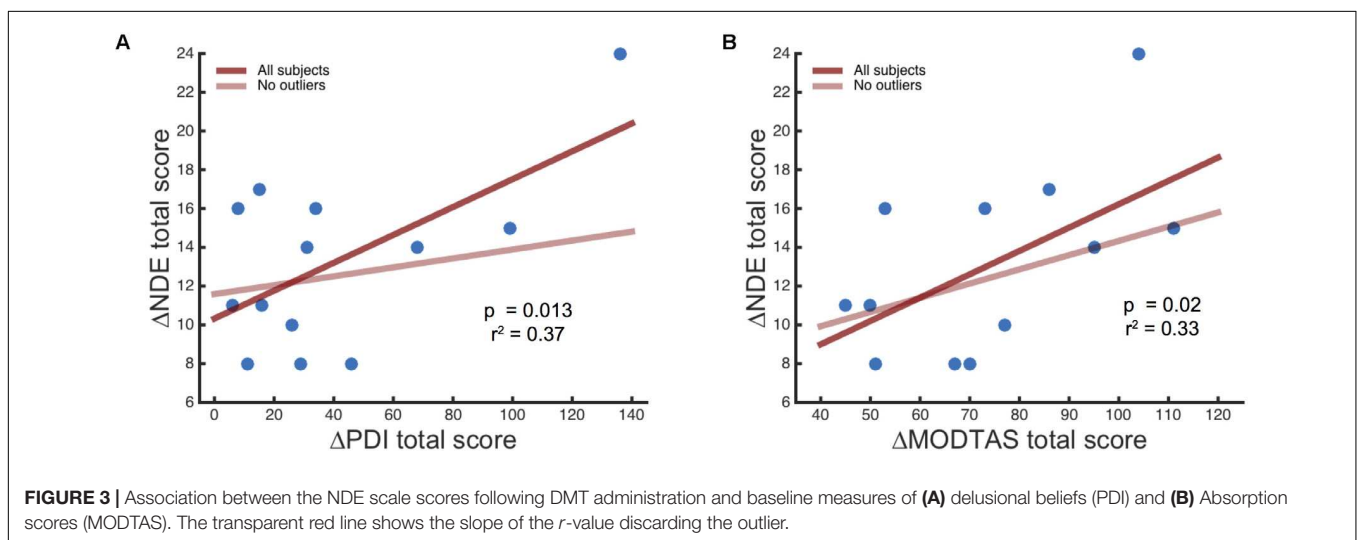 A
24
22
20
18
16
14
12
10
8
6
ΔNDE total score
All subjects
No outliers
p = 0.013
r² = 0.37
0 20 40 60 80 100 120 140
ΔPDI total score
B
24
22
20
18
16
14
12
10
8
6
ΔNDE total score
All subjects
No outliers
p = 0.02
r² = 0.33
40 50 60 70 80 90 100 110 120
ΔMODTAS total score
FIGURE 3 | Association between the NDE scale scores following DMT administration and baseline measures of (A) delusional beliefs (PDI) and (B) Absorption
scores (MODTAS). The transparent red line shows the slope of the r-value discarding the outlier.